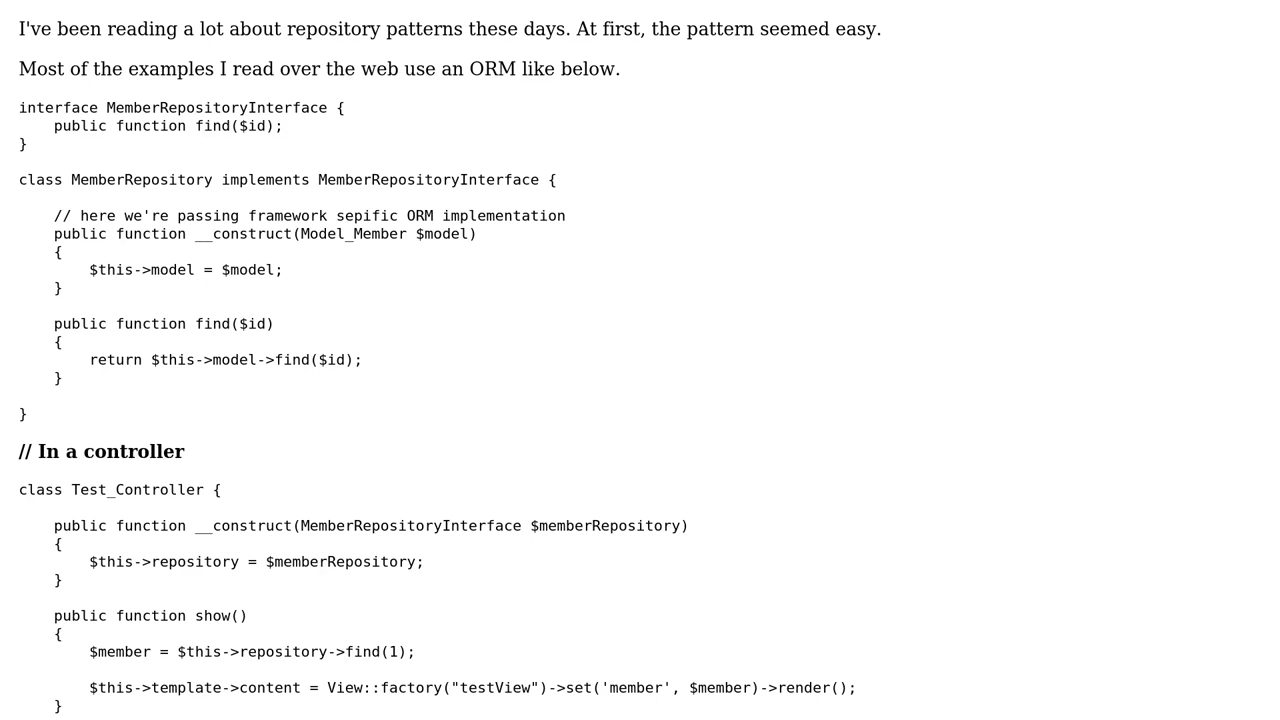 I've been reading a lot about repository patterns these days. At first, the pattern seemed easy.
Most of the examples I read over the web use an ORM like below.
interface MemberRepositoryInterface {
    public function find($id);
}
class MemberRepository implements MemberRepositoryInterface {
    // here we're passing framework sepific ORM implementation
    public function __construct(Model_Member $model)
    {
        $this->model = $model;
    }
    public function find($id)
    {
        return $this->model->find($id);
    }
}
// In a controller
class Test_Controller {
    public function __construct(MemberRepositoryInterface $memberRepository)
    {
        $this->repository = $memberRepository;
    }
    public function show()
    {
        $member = $this->repository->find(1);
        $this->template->content = View::factory("testView")->set('member', $member)->render();
    }